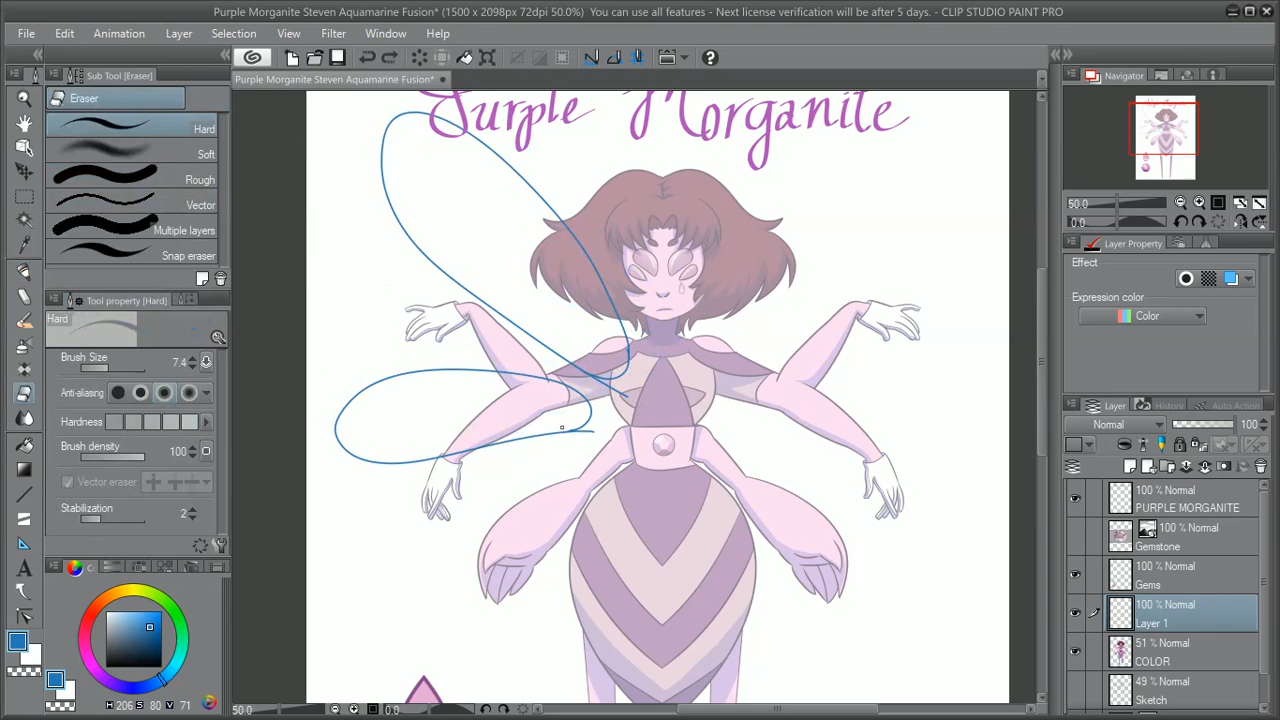 Purple Morganite Steven Aquamarine Fusion* (1500 x 2098px 72dpi 50.0%) You can use all features - Next license verification will be after 5 days. - CLIP STUDIO PAINT PRO
File Edit Animation Layer Selection View Filter Window Help
Sub Tool [Eraser]
Eraser
Hard
Soft
Rough
Vector
Multiple layers
Snap eraser
Tool property [Hard]
Hard
Brush Size 7.4
Anti-aliasing
Hardness
Brush density 100
Vector eraser
Stabilization 2
H 206 S 80 V 71
Purple Morganite Steven Aquamarine Fusion*
Purple Morganite
50.0 0.0
Navigator
50.0
0.0
Layer Property
Effect
Expression color
Color
Layer History Auto Action
Normal 100
100 % Normal
PURPLE MORGANITE
100 % Normal
Gemstone
100 % Normal
Gems
100 % Normal
Layer 1
51 % Normal
COLOR
49 % Normal
Sketch